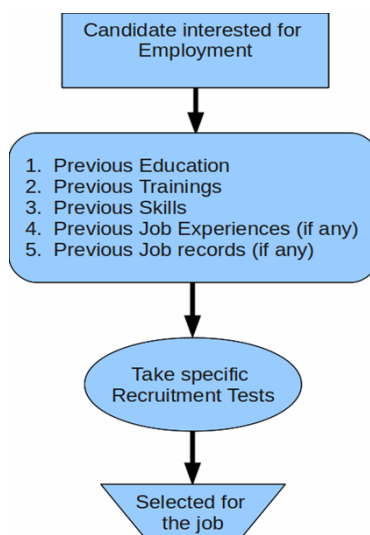 Candidate interested for
Employment
1. Previous Education
2. Previous Trainings
3. Previous Skills
4. Previous Job Experiences (if any)
5. Previous Job records (if any)
Take specific
Recruitment Tests
Selected for
the job